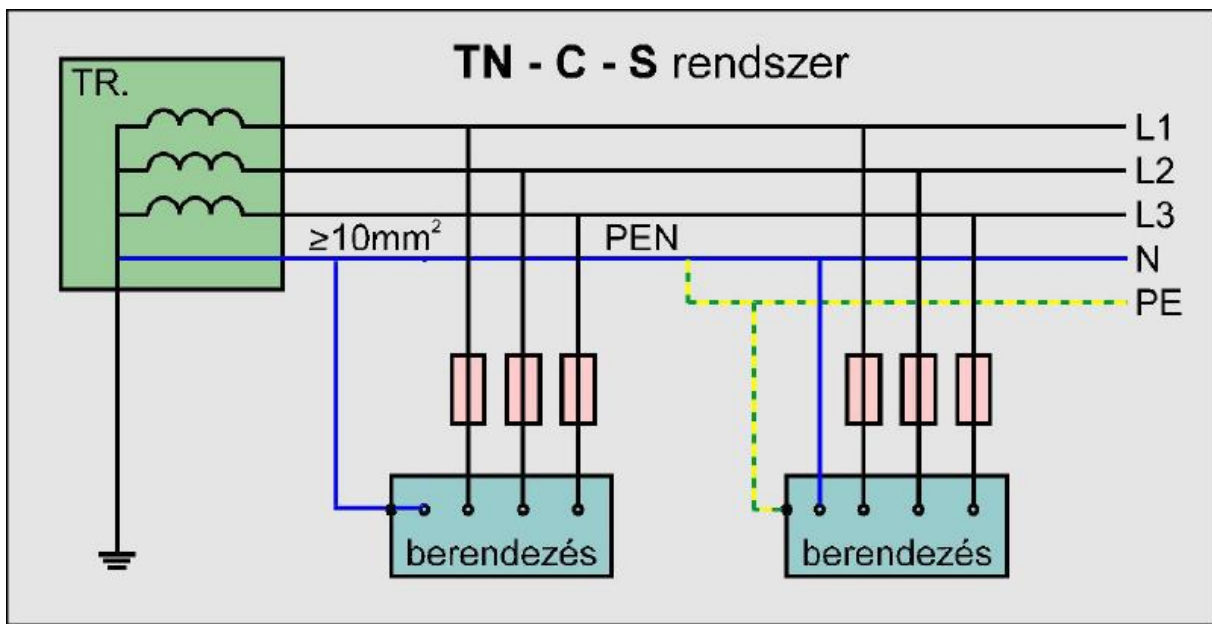 TN - C - S rendszer
TR.
L1
L2
L3
≥10mm² PEN
N
PE
berendezés berendezés